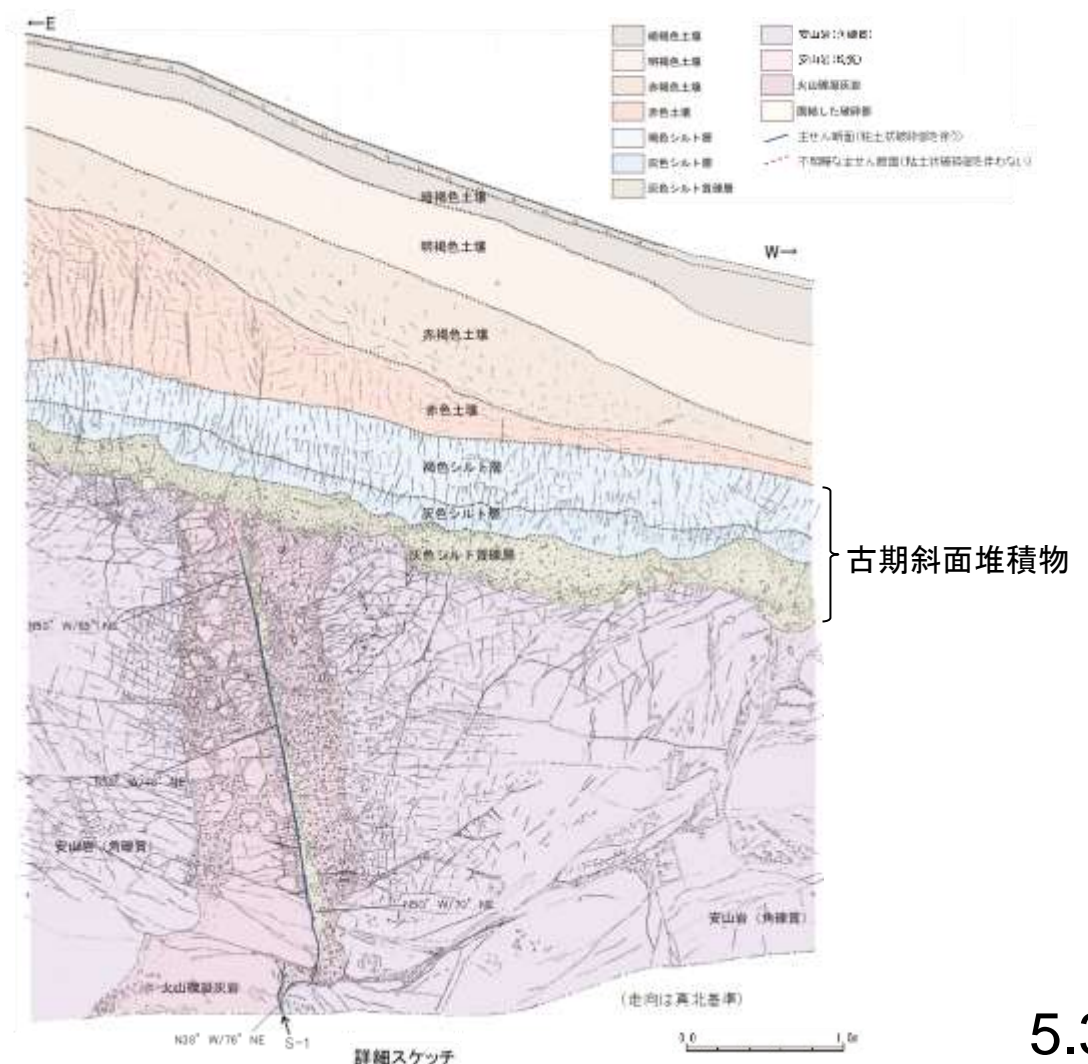 ←E
暗褐色土壌
明褐色土壌
赤褐色土壌
赤色土壌
褐色シルト層
灰色シルト層
灰色シルト質礫層
安山岩(角礫質)
火山礫凝灰岩
固結した破砕部
主せん断面(粘土状破砕部を伴う)
不明瞭な主せん断面(粘土状破砕部を伴わない)
W→
暗褐色土壌
明褐色土壌
赤褐色土壌
赤色土壌
褐色シルト層
灰色シルト層
灰色シルト質礫層
古期斜面堆積物
安山岩(角礫質)
N50° W/70° NE
安山岩(角礫質)
火山礫凝灰岩
(走向は真北基準)
N38° W/76° NE
S-1
詳細スケッチ
5.3